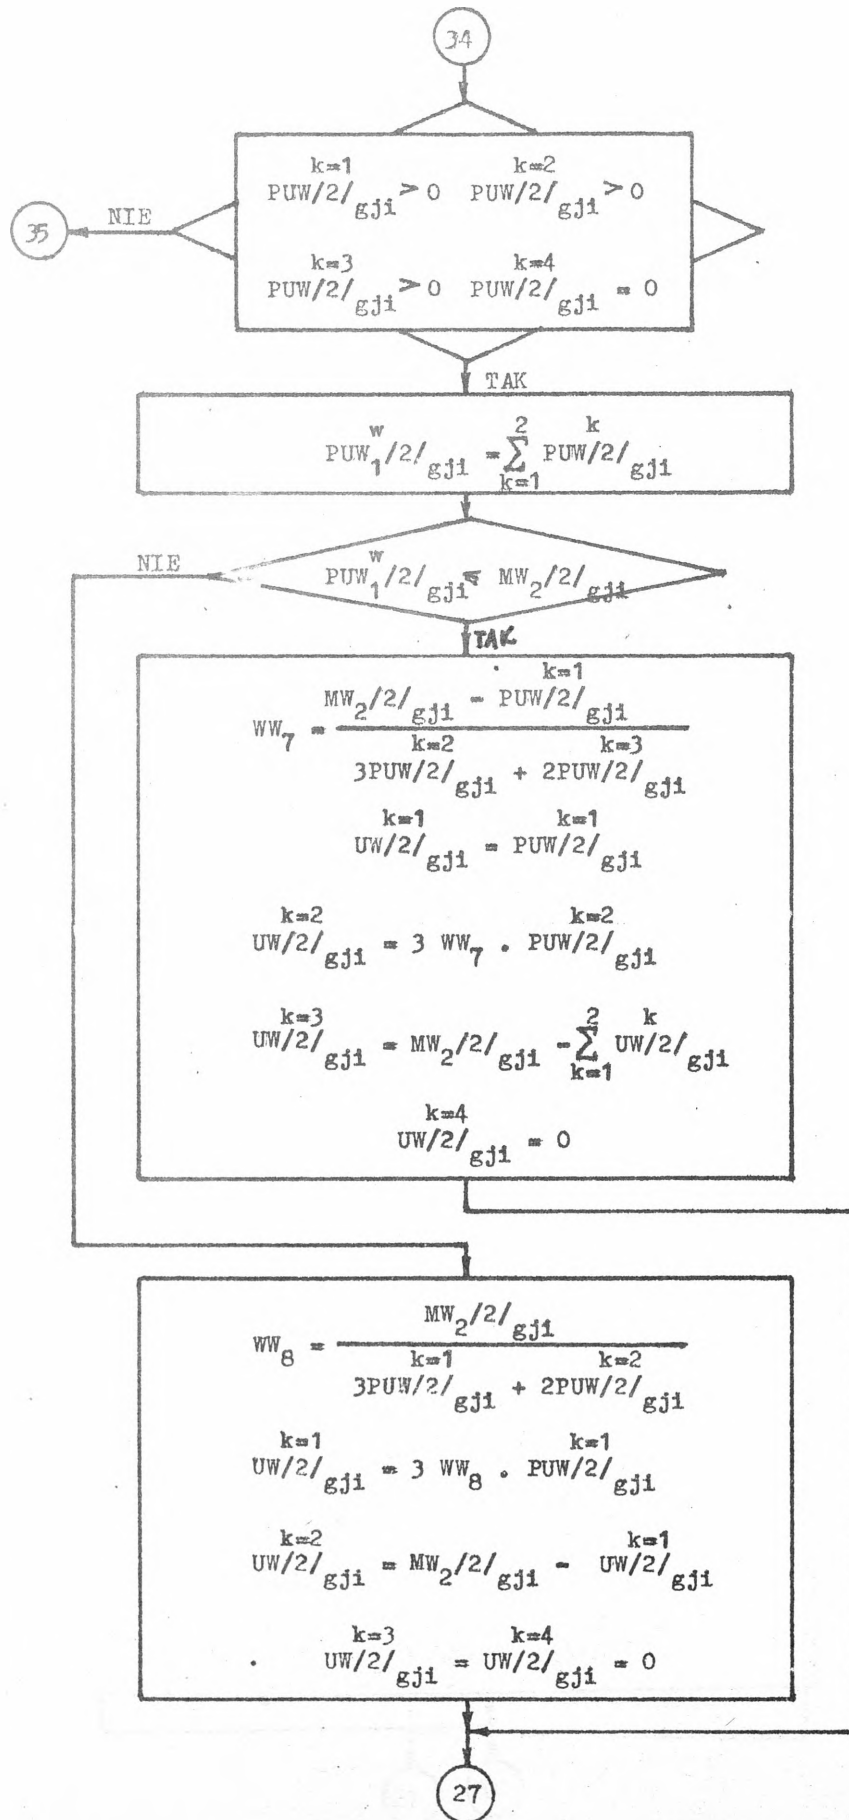 34
k=1 k=2
PUW/2/gji > 0 PUW/2/gji > 0
NIE
35
k=3 k=4
PUW/2/gji > 0 PUW/2/gji = 0
TAK
w 2 k
PUW1/2/gji = ∑ PUW/2/gji
k=1
NIE
w
PUW1/2/gji ≤ MW2/2/gji
TAK
k=1
MW2/2/gji - PUW/2/gji
WW7 =
k=2 k=3
3PUW/2/gji + 2PUW/2/gji
k=1 k=1
UW/2/gji = PUW/2/gji
k=2 k=2
UW/2/gji = 3 WW7 . PUW/2/gji
k=3 2 k
UW/2/gji = MW2/2/gji - ∑ UW/2/gji
k=1
k=4
UW/2/gji = 0
MW2/2/gji
WW8 =
k=1 k=2
3PUW/2/gji + 2PUW/2/gji
k=1 k=1
UW/2/gji = 3 WW8 . PUW/2/gji
k=2 k=1
UW/2/gji = MW2/2/gji - UW/2/gji
k=3 k=4
UW/2/gji = UW/2/gji = 0
27